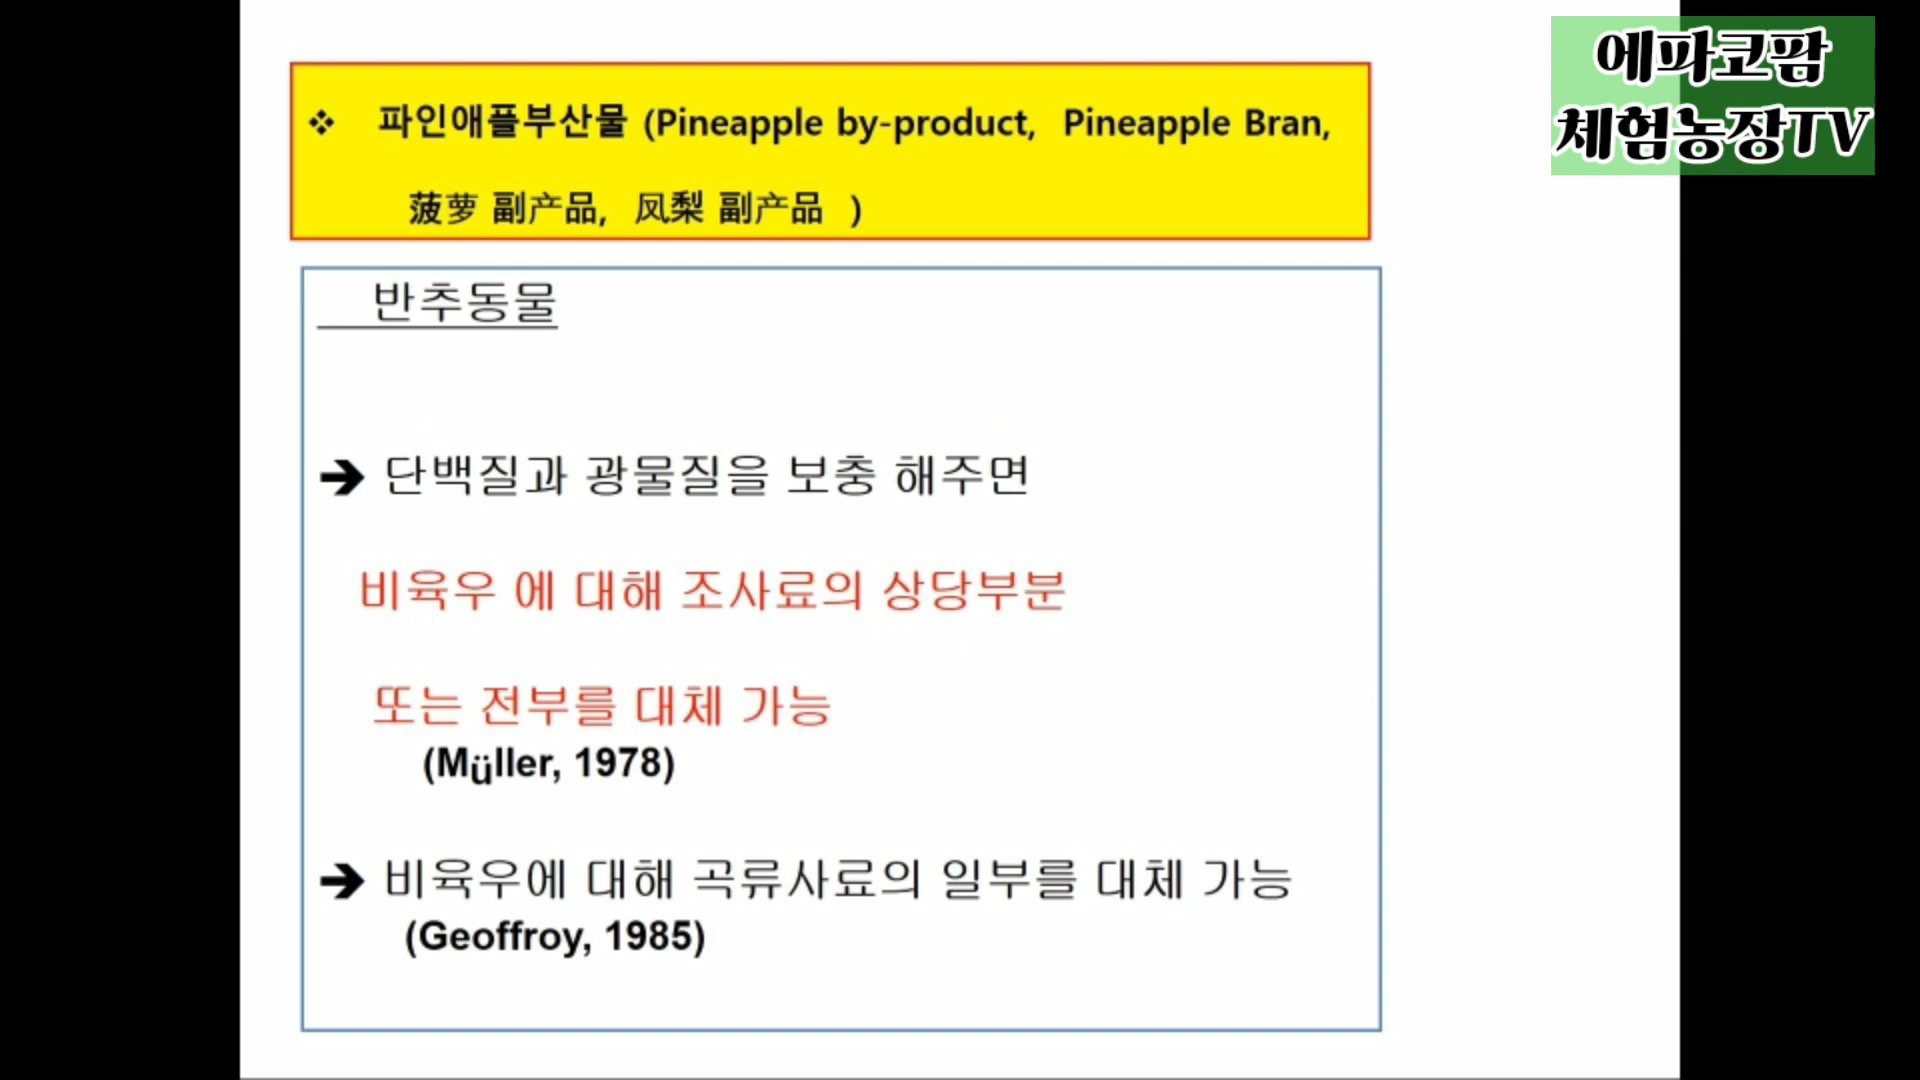 에파코팜
체험농장TV
❖ 파인애플부산물 (Pineapple by-product, Pineapple Bran,
菠萝 副产品, 凤梨 副产品 )
반추동물
➔ 단백질과 광물질을 보충 해주면
비육우 에 대해 조사료의 상당부분
또는 전부를 대체 가능
(Müller, 1978)
➔ 비육우에 대해 곡류사료의 일부를 대체 가능
(Geoffroy, 1985)